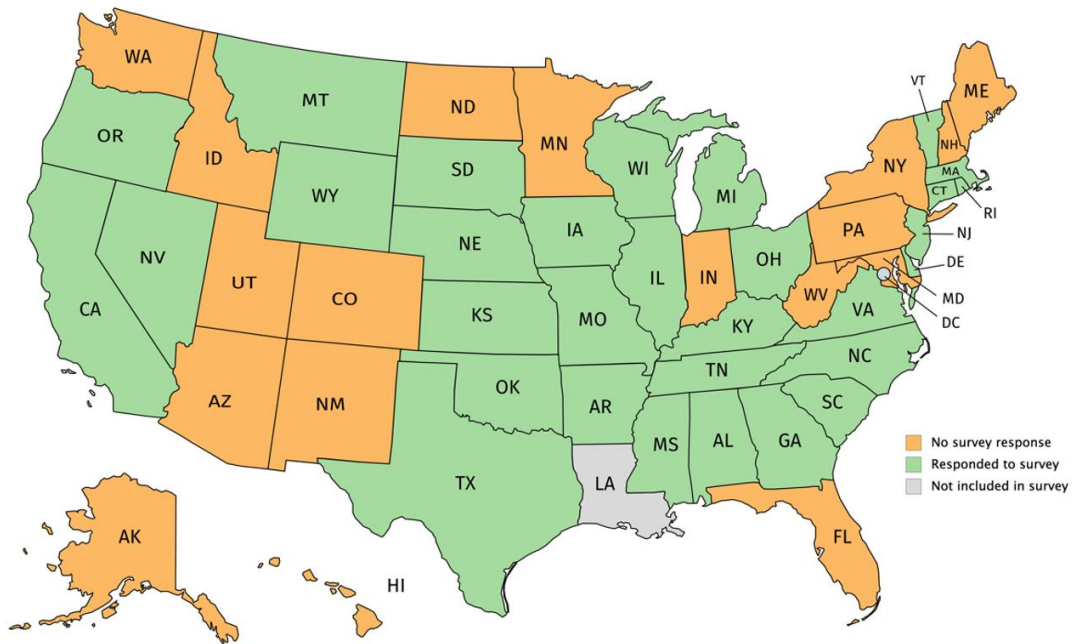 WA
MT
ND
MN
ME
VT
NH
OR
ID
SD
WI
NY
MA
CT
RI
WY
MI
IA
PA
NJ
NE
NV
UT
CO
IL
IN
OH
DE
WV
MD
CA
KS
MO
KY
VA
DC
TN
NC
AZ
NM
OK
AR
SC
MS
AL
GA
TX
LA
AK
FL
HI
No survey response
Responded to survey
Not included in survey